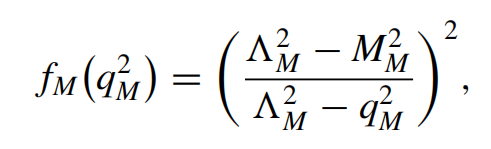 f_M(q_M^2) = \left( \frac{\Lambda_M^2 - M_M^2}{\Lambda_M^2 - q_M^2} \right)^2,